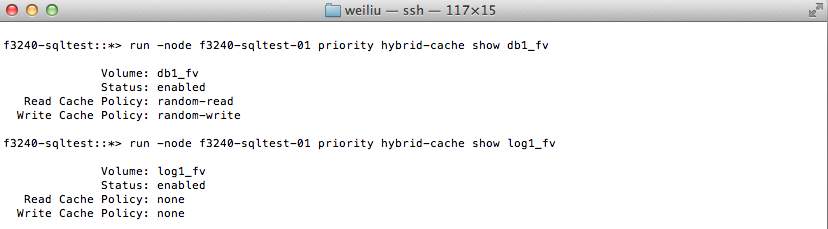 weiliu — ssh — 117×15
f3240-sqltest::*> run -node f3240-sqltest-01 priority hybrid-cache show db1_fv
Volume: db1_fv
Status: enabled
Read Cache Policy: random-read
Write Cache Policy: random-write
f3240-sqltest::*> run -node f3240-sqltest-01 priority hybrid-cache show log1_fv
Volume: log1_fv
Status: enabled
Read Cache Policy: none
Write Cache Policy: none